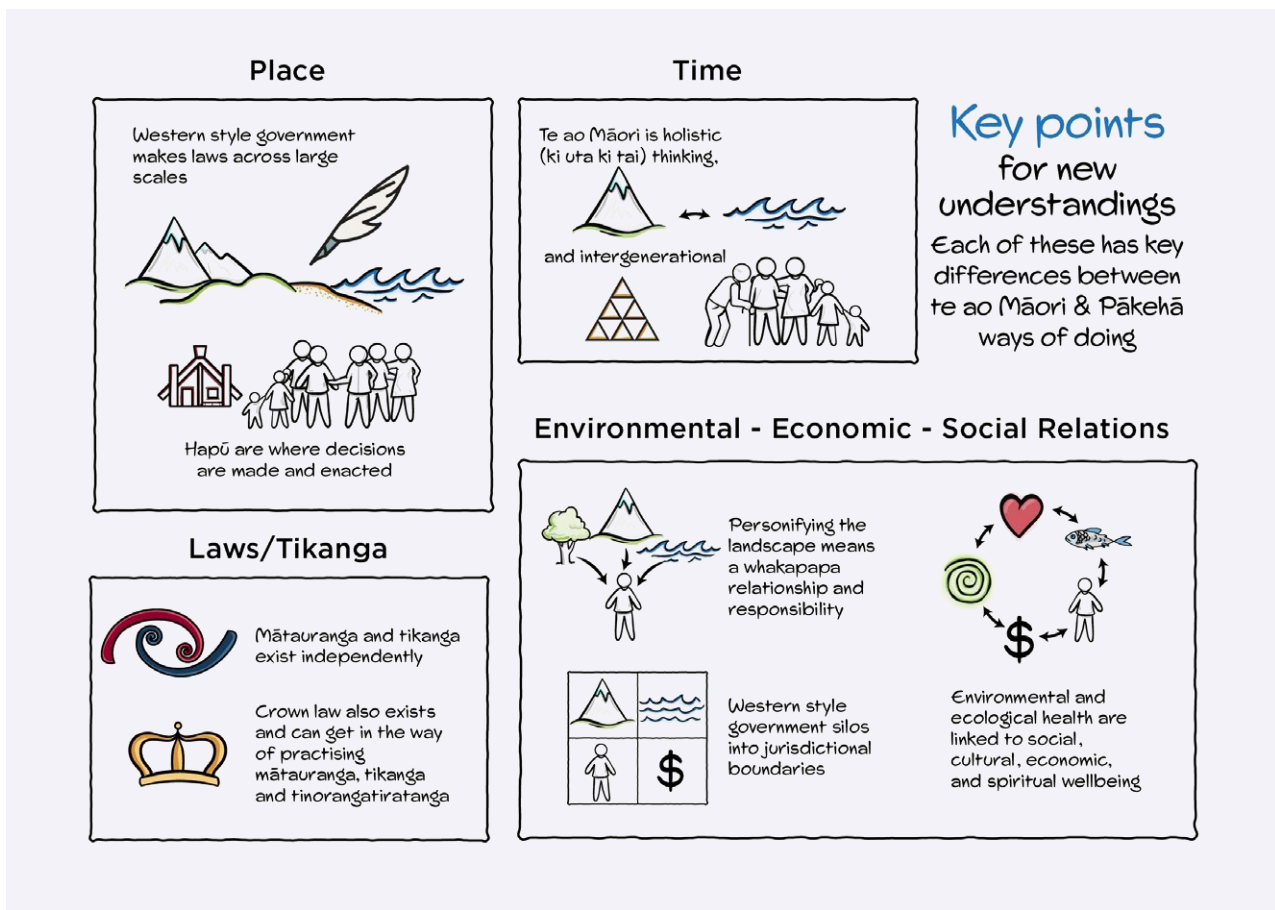 Place
Western style government
makes laws across large
scales
Hapū are where decisions
are made and enacted
Time
Te ao Māori is holistic
(ki uta ki tai) thinking,
and intergenerational
Key points
for new
understandings
Each of these has key
differences between
te ao Māori & Pākehā
ways of doing
Laws/Tikanga
Mātauranga and tikanga
exist independently
Crown law also exists
and can get in the way
of practising
mātauranga, tikanga
and tinorangatiratanga
Environmental - Economic - Social Relations
Personifying the
landscape means
a whakapapa
relationship and
responsibility
$
Western style
government silos
into jurisdictional
boundaries
$
Environmental and
ecological health are
linked to social,
cultural, economic,
and spiritual wellbeing